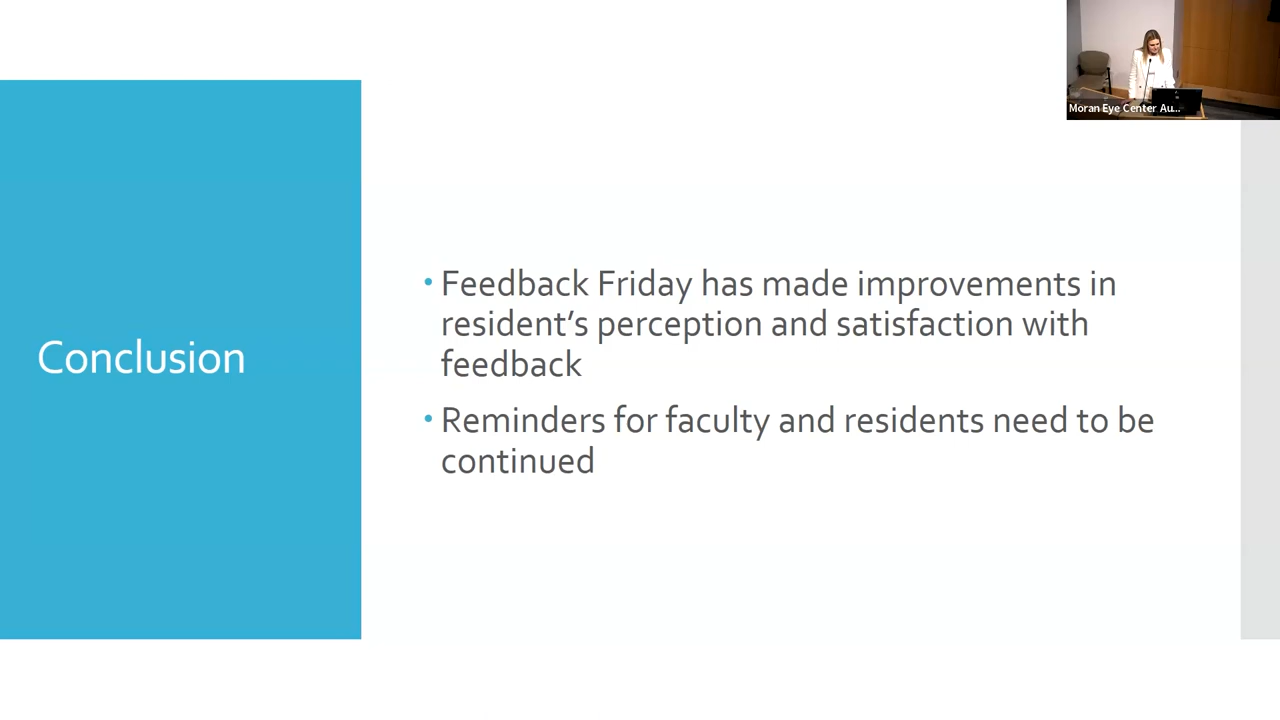 Moran Eye Center Au...
Conclusion
• Feedback Friday has made improvements in
resident’s perception and satisfaction with
feedback
• Reminders for faculty and residents need to be
continued